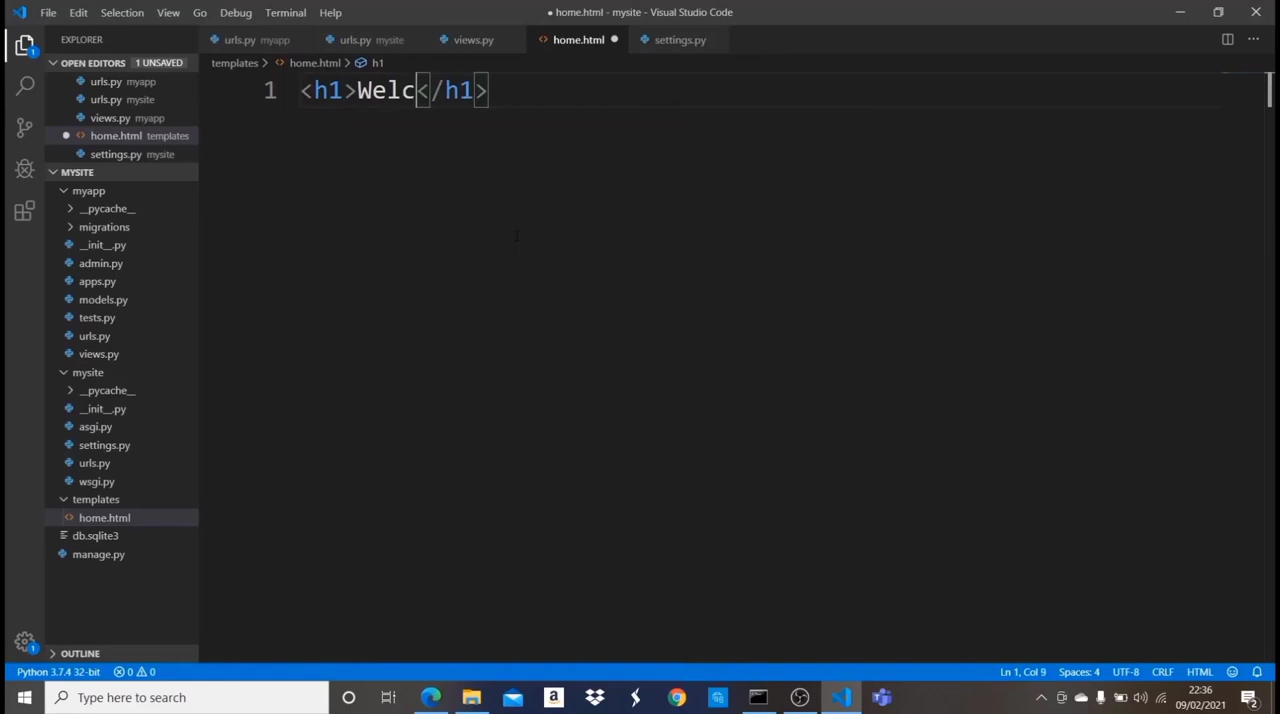 File Edit Selection View Go Debug Terminal Help
● home.html - mysite - Visual Studio Code
EXPLORER
urls.py myapp
urls.py mysite
views.py
home.html
settings.py
OPEN EDITORS 1 UNSAVED
templates > home.html > h1
urls.py myapp
urls.py mysite
views.py myapp
home.html templates
settings.py mysite
1 <h1>Welc</h1>
MYSITE
myapp
__pycache__
migrations
__init__.py
admin.py
apps.py
models.py
tests.py
urls.py
views.py
mysite
__pycache__
__init__.py
asgi.py
settings.py
urls.py
wsgi.py
templates
home.html
db.sqlite3
manage.py
OUTLINE
Python 3.7.4 32-bit 0 0
Ln 1, Col 9 Spaces: 4 UTF-8 CRLF HTML
Type here to search
22:36
09/02/2021